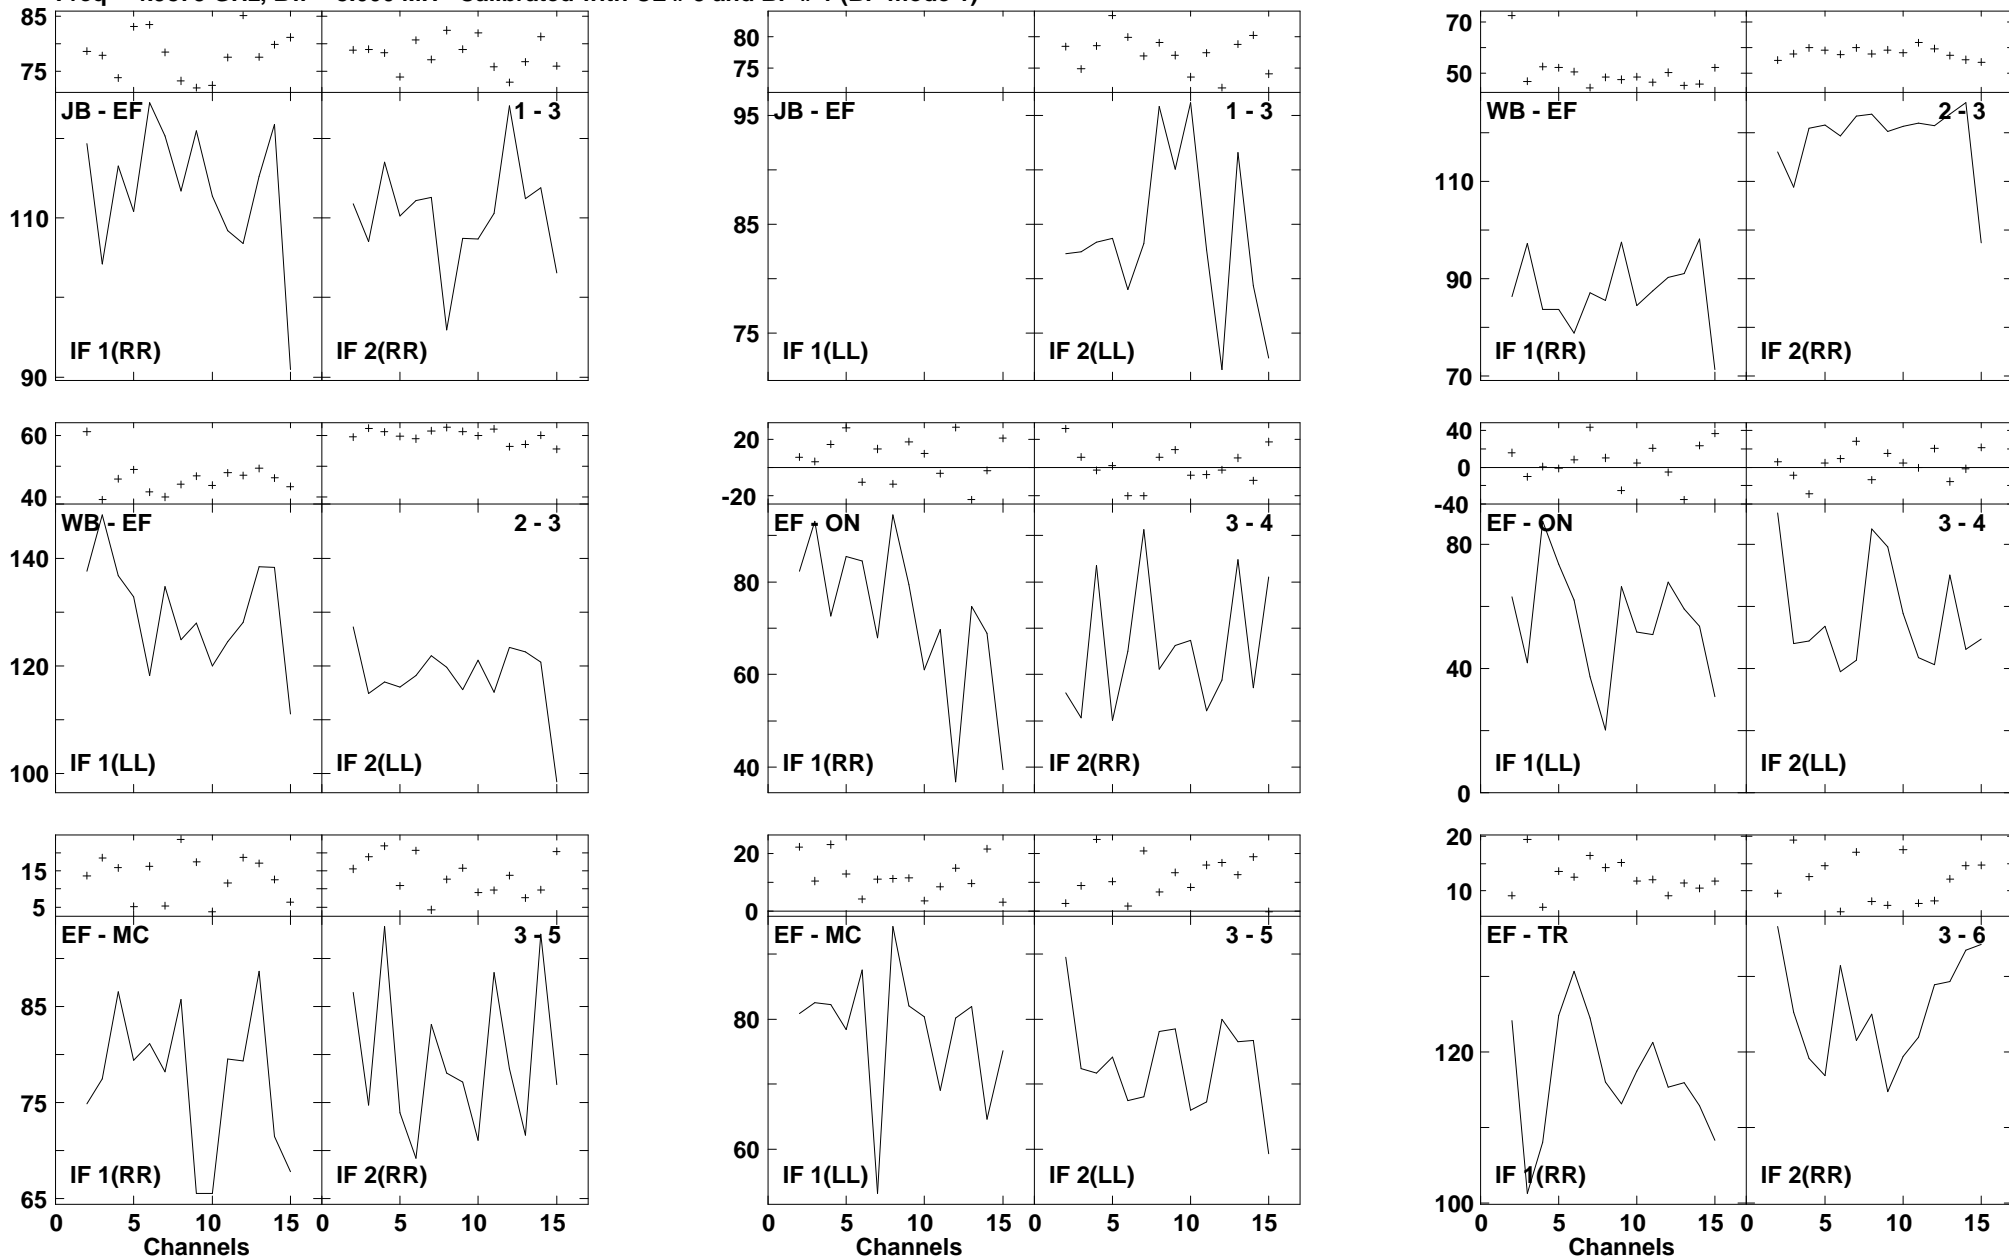 85
75
JB - EF
1 - 3
110
90
IF 1(RR)
IF 2(RR)
80
75
JB - EF
1 - 3
95
85
75
IF 1(LL)
IF 2(LL)
70
50
WB - EF
2 - 3
110
90
70
IF 1(RR)
IF 2(RR)
60
40
WB - EF
2 - 3
140
120
100
IF 1(LL)
IF 2(LL)
20
-20
EF - ON
3 - 4
80
60
40
IF 1(RR)
IF 2(RR)
40
0
-40
EF - ON
3 - 4
80
40
0
IF 1(LL)
IF 2(LL)
15
5
EF - MC
3 - 5
85
75
65
IF 1(RR)
IF 2(RR)
0 5 10 15 0 5 10 15
Channels
20
0
EF - MC
3 - 5
80
60
IF 1(LL)
IF 2(LL)
0 5 10 15 0 5 10 15
Channels
20
10
EF - TR
3 - 6
120
100
IF 1(RR)
IF 2(RR)
0 5 10 15 0 5 10 15
Channels